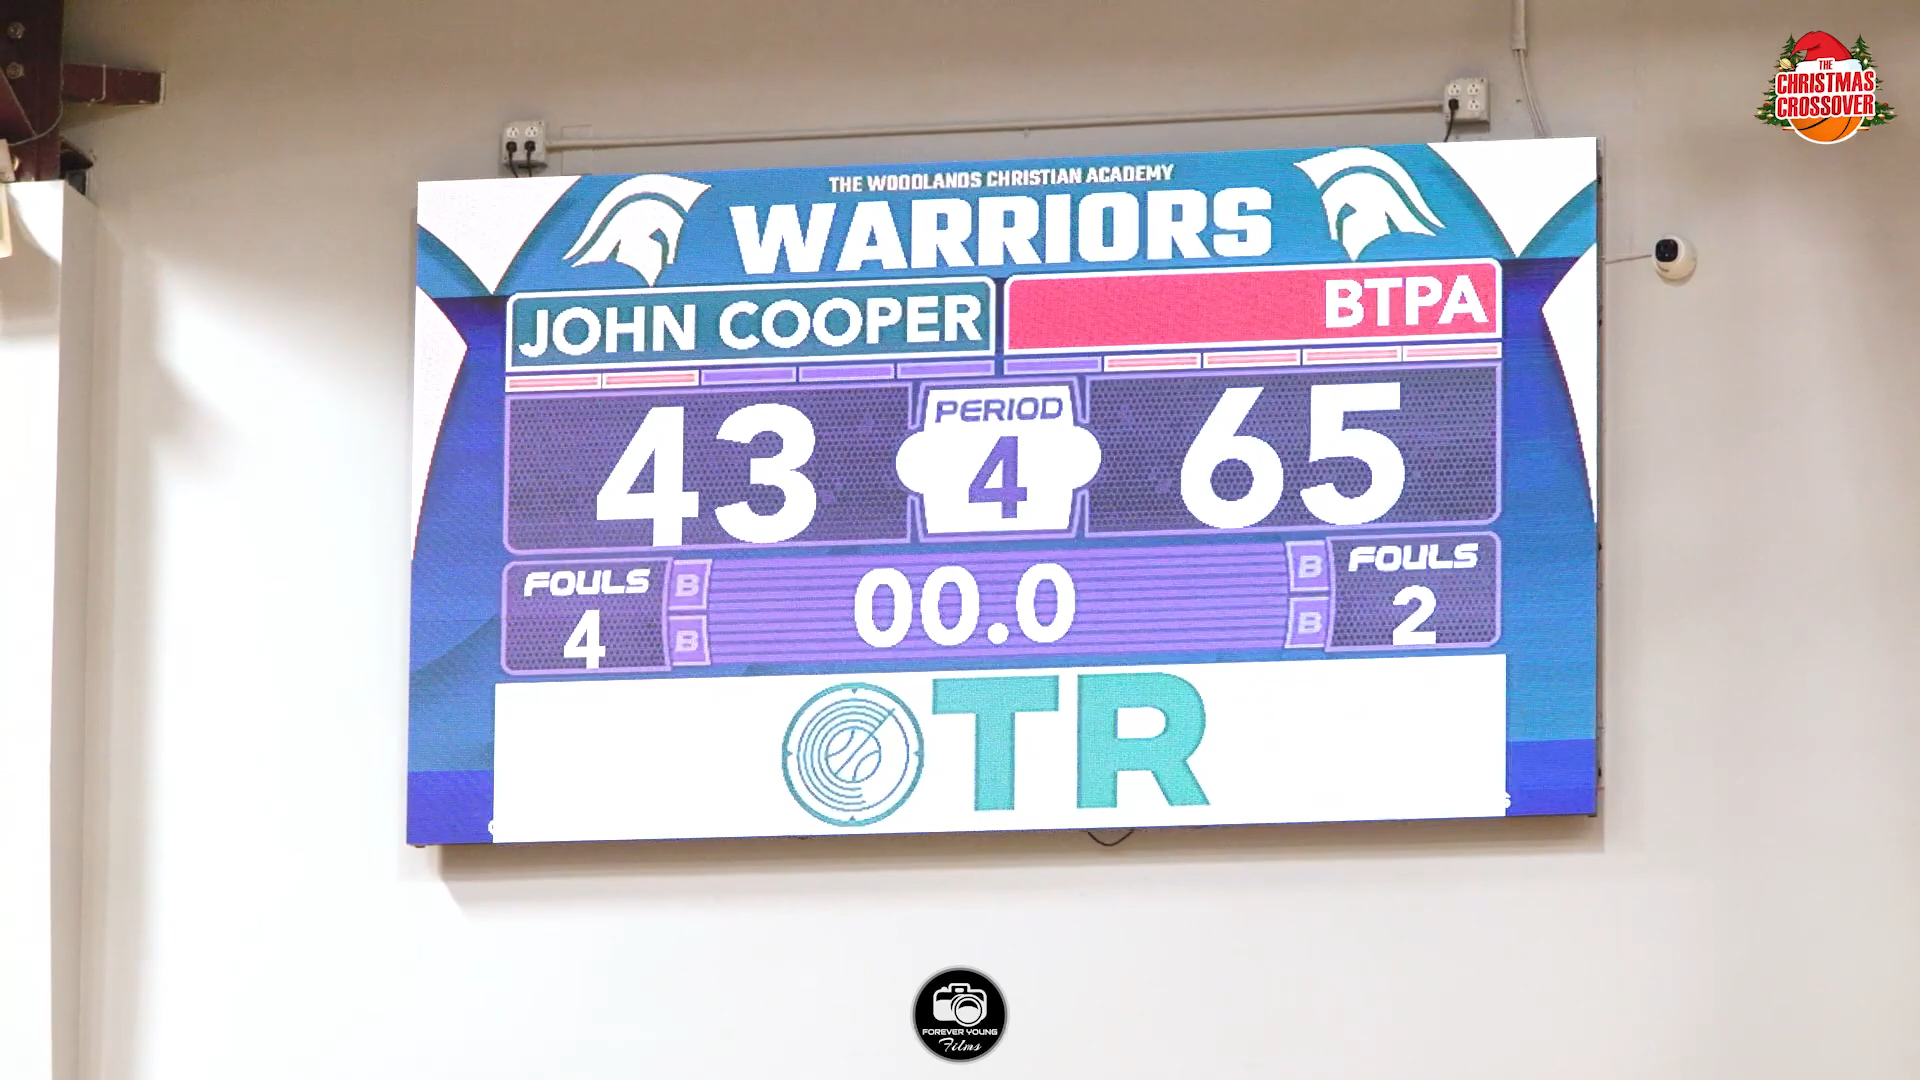 THE CHRISTMAS CROSSOVER
THE WOODLANDS CHRISTIAN ACADEMY
WARRIORS
JOHN COOPER
BTPA
43
PERIOD
4
65
FOULS
4
B
B
00.0
B
B
FOULS
2
OTR
FOREVER YOUNG
Films